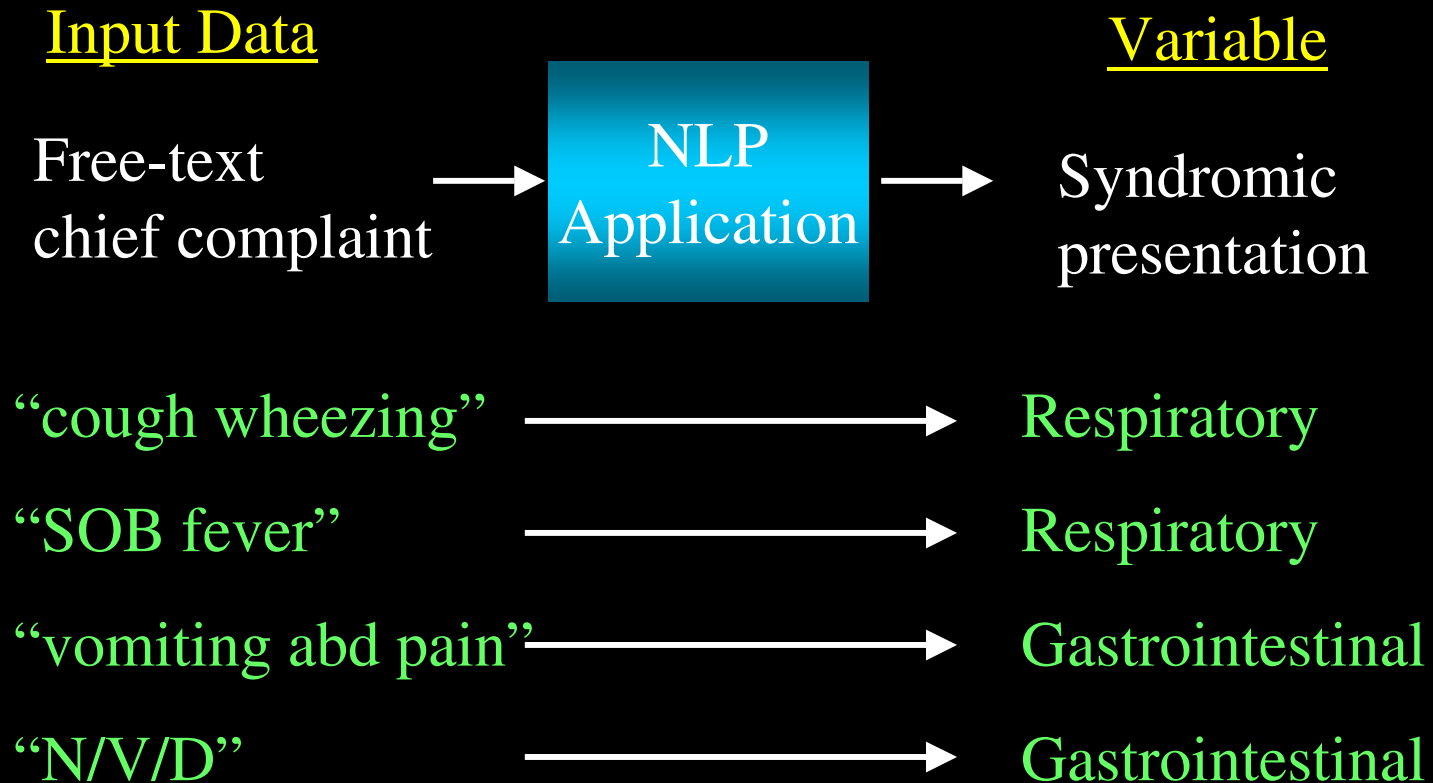 Input Data
Variable
Free-text
chief complaint
NLP
Application
Syndromic
presentation
“cough wheezing”
Respiratory
“SOB fever”
Respiratory
“vomiting abd pain”
Gastrointestinal
“N/V/D”
Gastrointestinal